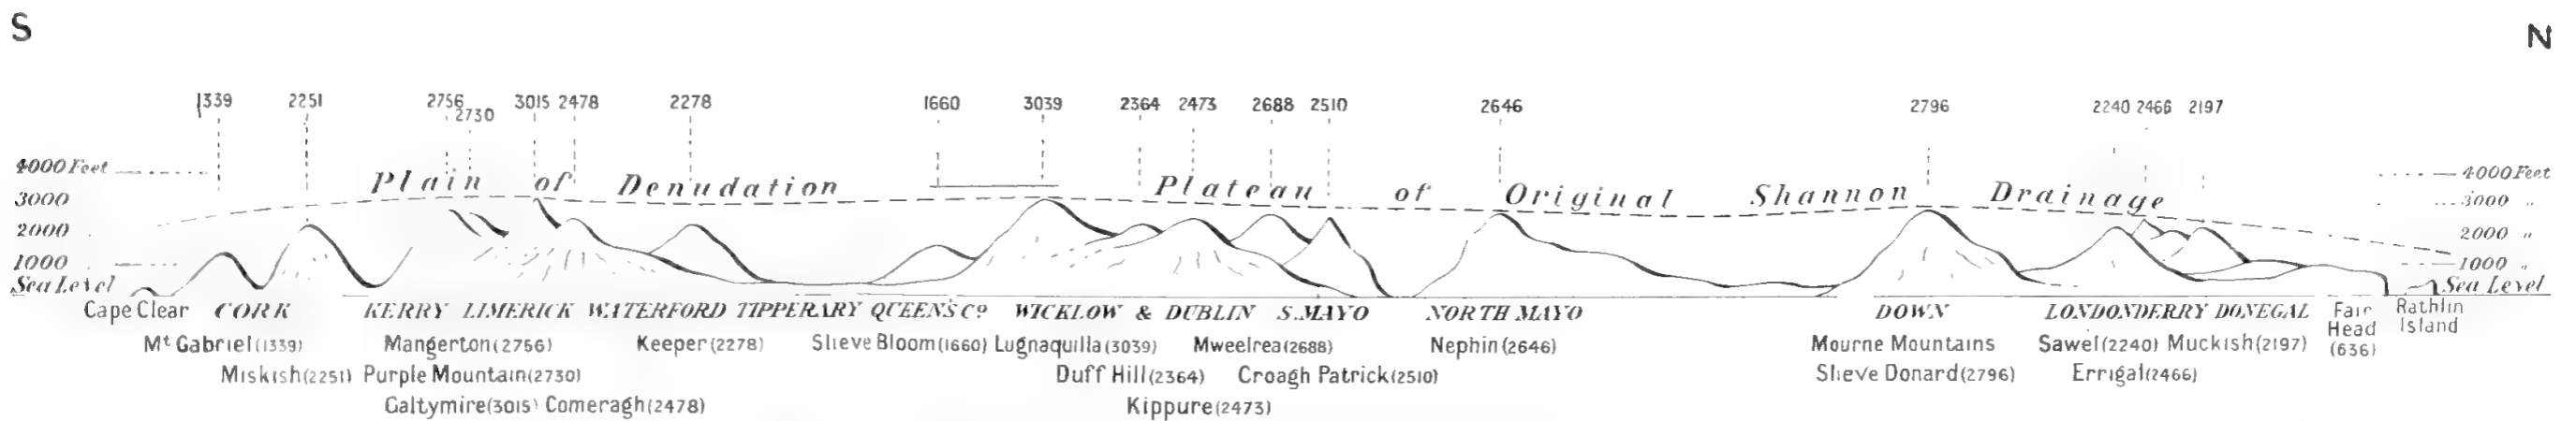 S
N
1339 2251 2756 2730 3015 2478 2278 1660 3039 2364 2473 2688 2510 2646 2796 2240 2466 2197
4000 Feet
4000 Feet
Plain of Denudation Plateau of Original Shannon Drainage
3000
3000 "
2000
2000 "
1000
1000 "
Sea Level
Sea Level
Cape Clear CORK KERRY LIMERICK WATERFORD TIPPERARY QUEEN'S Co WICKLOW & DUBLIN S. MAYO NORTH MAYO DOWN LONDONDERRY DONEGAL Fair Head (636) Rathlin Island
Mt Gabriel (1339) Mangerton (2756) Keeper (2278) Slieve Bloom (1660) Lugnaquilla (3039) Mweelrea (2688) Nephin (2646) Mourne Mountains Sawel (2240) Muckish (2197)
Miskish (2251) Purple Mountain (2730) Duff Hill (2364) Croagh Patrick (2510) Slieve Donard (2796) Errigal (2466)
Galtymire (3015) Comeragh (2478) Kippure (2473)